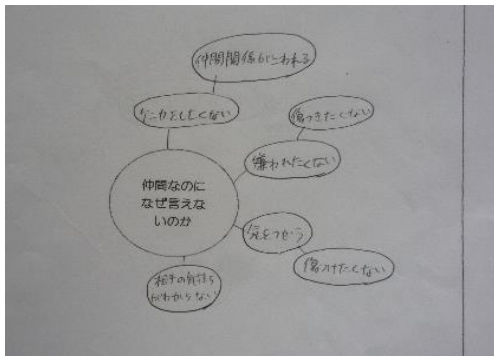 仲間関係がこわれる
ケンカをしたくない
傷つきたくない
嫌われたくない
仲間なのに
なぜ言えな
いのか
気をつかう
傷つけたくない
相手の気持ち
がわからない